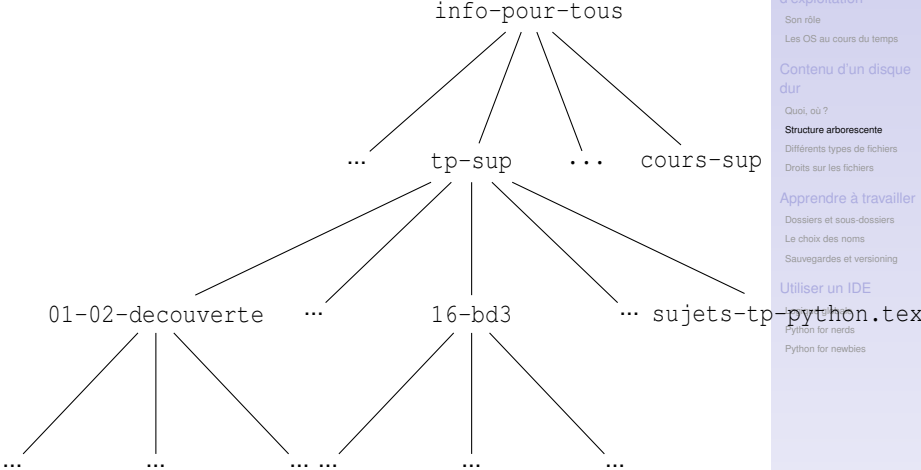 info-pour-tous
... tp-sup ... cours-sup
01-02-decouverte ... 16-bd3 ... sujets-tp-python.tex
... ... ... ... ... ...
d'exploitation
Son rôle
Les OS au cours du temps
Contenu d'un disque
dur
Quoi, où ?
Structure arborescente
Différents types de fichiers
Droits sur les fichiers
Apprendre à travailler
Dossiers et sous-dossiers
Le choix des noms
Sauvegardes et versioning
Utiliser un IDE
Python for nerds
Python for newbies